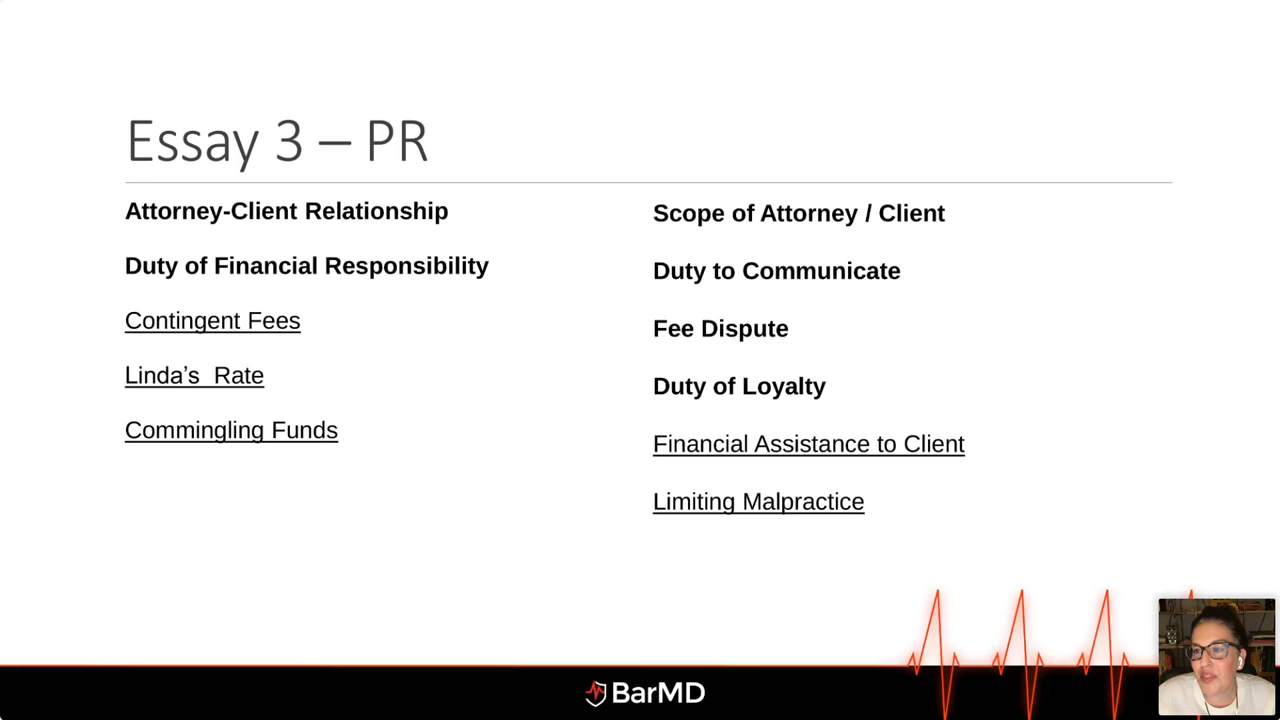 Essay 3 – PR
Attorney-Client Relationship
Duty of Financial Responsibility
Contingent Fees
Linda’s  Rate
Commingling Funds
Scope of Attorney / Client
Duty to Communicate
Fee Dispute
Duty of Loyalty
Financial Assistance to Client
Limiting Malpractice
BarMD